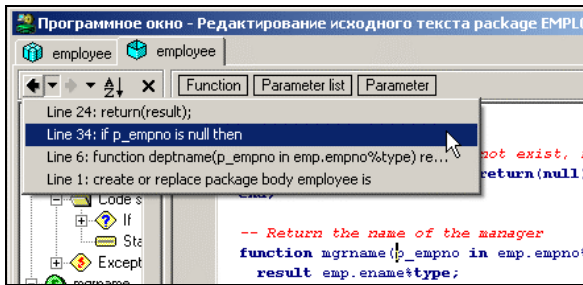 Программное окно - Редактирование исходного текста package EMPL
employee employee
Function Parameter list Parameter
Line 24: return(result);
Line 34: if p_empno is null then
Line 6: function deptname(p_empno in emp.empno%type) re...
Line 1: create or replace package body employee is
not exist,
return(null)
end;
Code s
If
Sta
Except
mgrname
-- Return the name of the manager
function mgrname(p_empno in emp.empno%
result emp.ename%type;